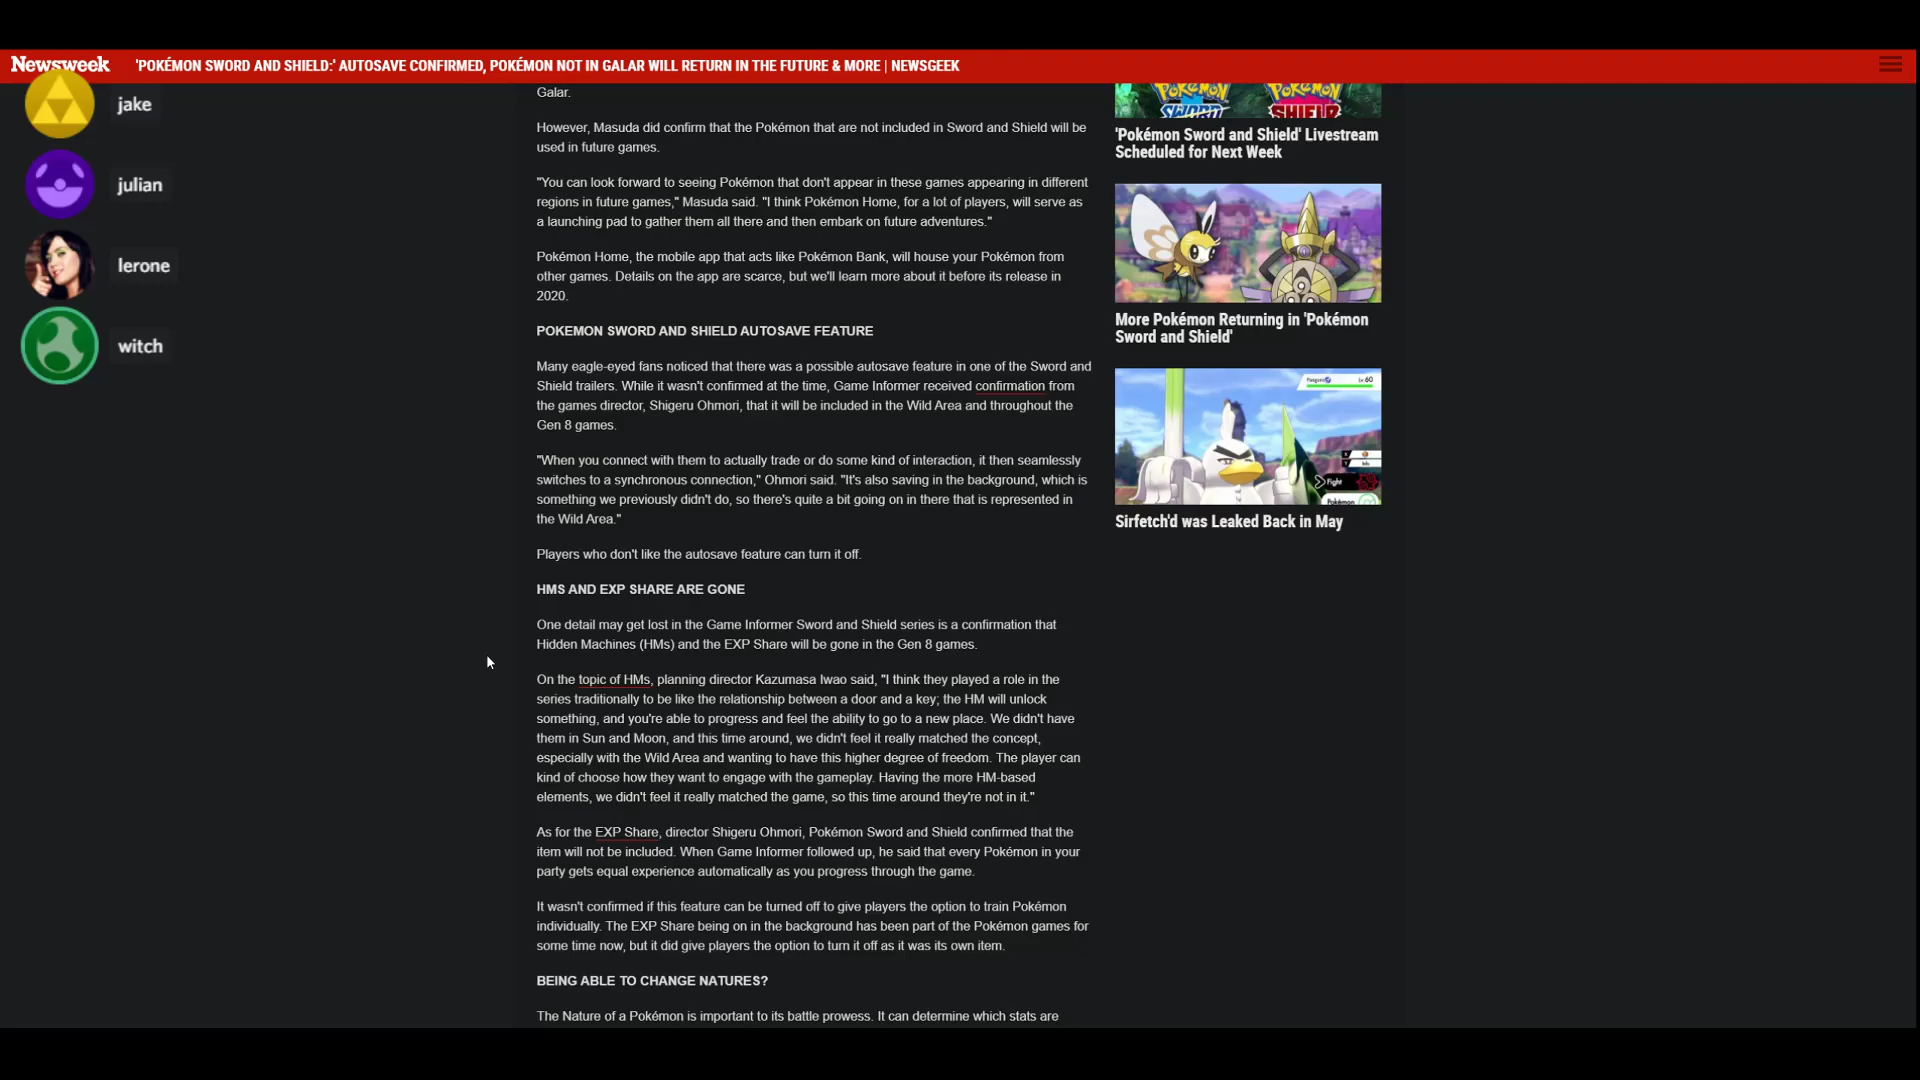 Newsweek
'POKÉMON SWORD AND SHIELD:' AUTOSAVE CONFIRMED, POKÉMON NOT IN GALAR WILL RETURN IN THE FUTURE & MORE | NEWSGEEK
jake
julian
lerone
witch
Galar.
However, Masuda did confirm that the Pokémon that are not included in Sword and Shield will be
used in future games.
"You can look forward to seeing Pokémon that don't appear in these games appearing in different
regions in future games," Masuda said. "I think Pokémon Home, for a lot of players, will serve as
a launching pad to gather them all there and then embark on future adventures."
Pokémon Home, the mobile app that acts like Pokémon Bank, will house your Pokémon from
other games. Details on the app are scarce, but we'll learn more about it before its release in
2020.
POKEMON SWORD AND SHIELD AUTOSAVE FEATURE
Many eagle-eyed fans noticed that there was a possible autosave feature in one of the Sword and
Shield trailers. While it wasn't confirmed at the time, Game Informer received confirmation from
the games director, Shigeru Ohmori, that it will be included in the Wild Area and throughout the
Gen 8 games.
"When you connect with them to actually trade or do some kind of interaction, it then seamlessly
switches to a synchronous connection," Ohmori said. "It's also saving in the background, which is
something we previously didn't do, so there's quite a bit going on in there that is represented in
the Wild Area."
Players who don't like the autosave feature can turn it off.
HMS AND EXP SHARE ARE GONE
One detail may get lost in the Game Informer Sword and Shield series is a confirmation that
Hidden Machines (HMs) and the EXP Share will be gone in the Gen 8 games.
On the topic of HMs, planning director Kazumasa Iwao said, "I think they played a role in the
series traditionally to be like the relationship between a door and a key; the HM will unlock
something, and you're able to progress and feel the ability to go to a new place. We didn't have
them in Sun and Moon, and this time around, we didn't feel it really matched the concept,
especially with the Wild Area and wanting to have this higher degree of freedom. The player can
kind of choose how they want to engage with the gameplay. Having the more HM-based
elements, we didn't feel it really matched the game, so this time around they're not in it."
As for the EXP Share, director Shigeru Ohmori, Pokémon Sword and Shield confirmed that the
item will not be included. When Game Informer followed up, he said that every Pokémon in your
party gets equal experience automatically as you progress through the game.
It wasn't confirmed if this feature can be turned off to give players the option to train Pokémon
individually. The EXP Share being on in the background has been part of the Pokémon games for
some time now, but it did give players the option to turn it off as it was its own item.
BEING ABLE TO CHANGE NATURES?
The Nature of a Pokémon is important to its battle prowess. It can determine which stats are
POKÉMON POKÉMON
SWORD SHIELD
'Pokémon Sword and Shield' Livestream
Scheduled for Next Week
More Pokémon Returning in 'Pokémon
Sword and Shield'
Lv.60
Fight
Pokémon
Sirfetch'd was Leaked Back in May